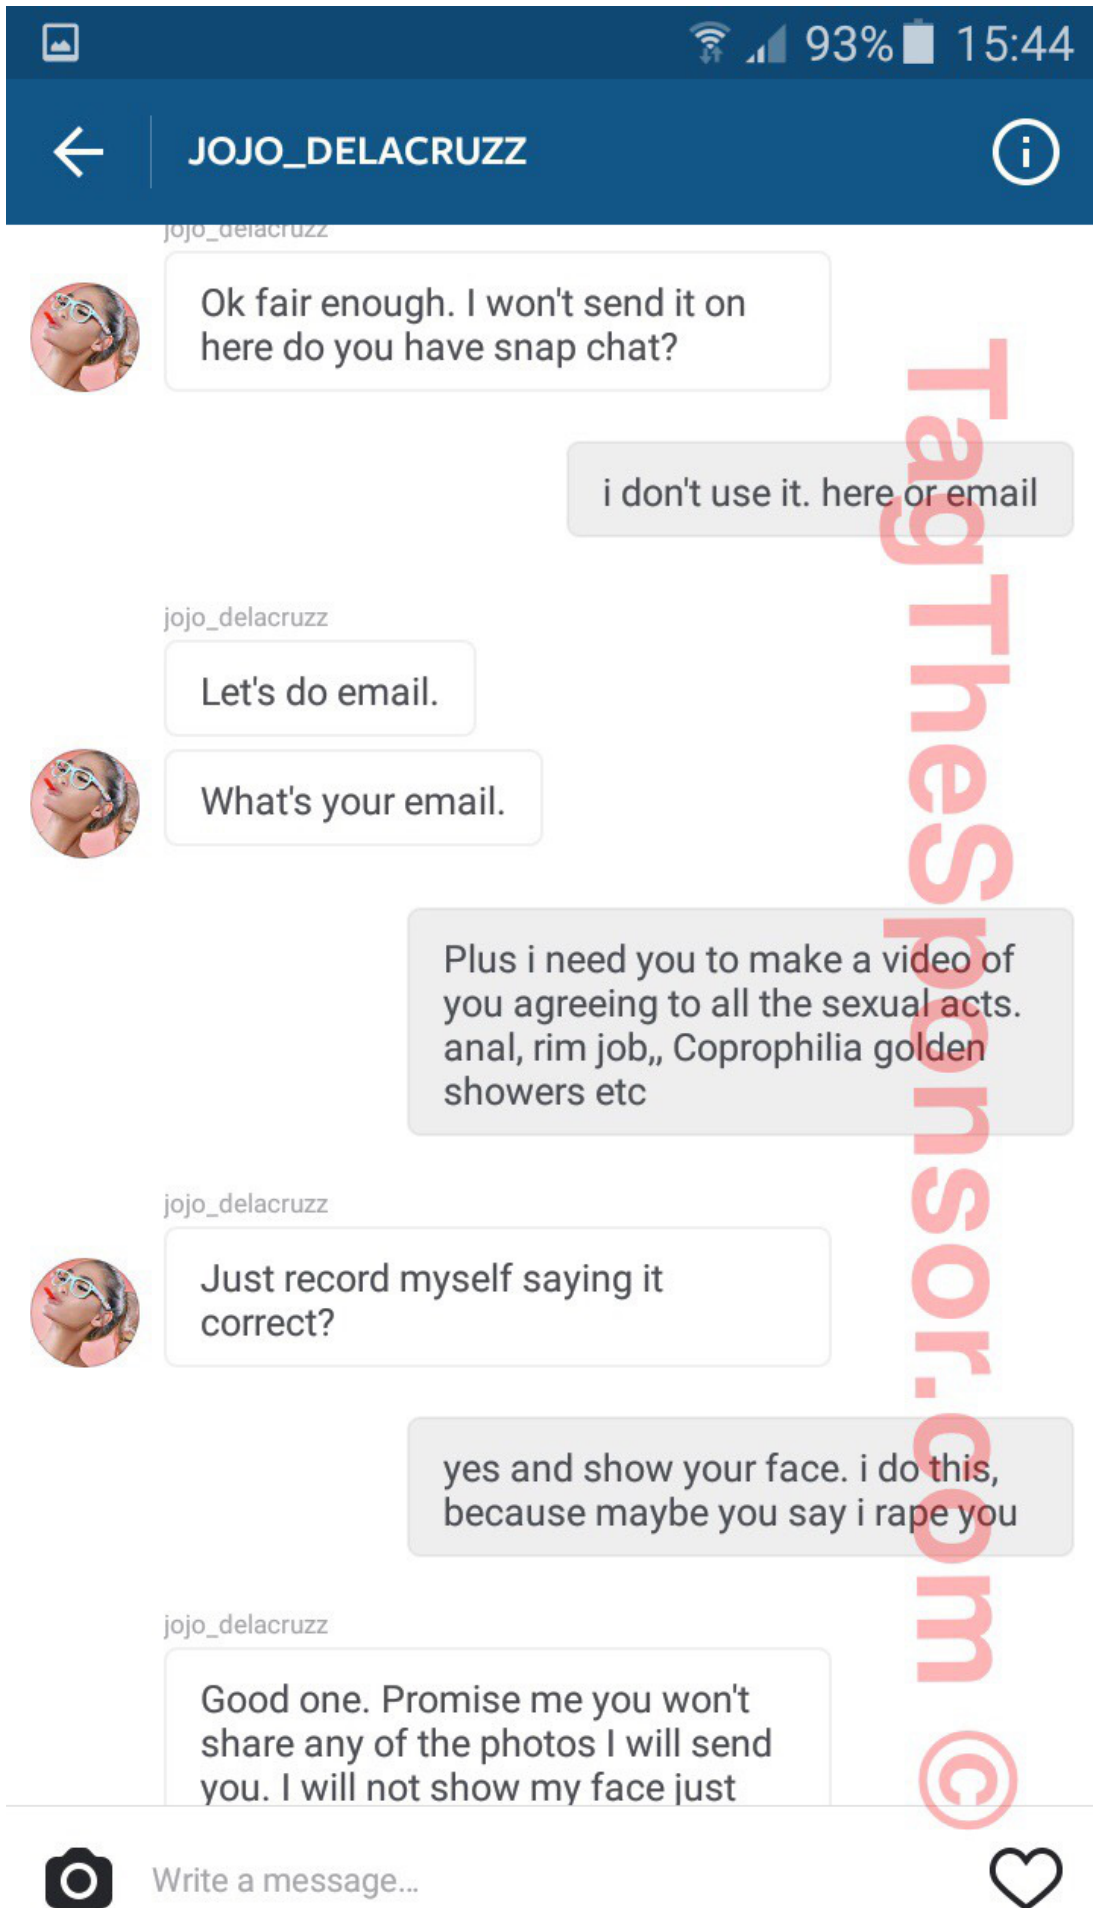 93% 15:44
JOJO_DELACRUZZ
jojo_delacruzz
Ok fair enough. I won't send it on
here do you have snap chat?
i don't use it. here or email
jojo_delacruzz
Let's do email.
What's your email.
Plus i need you to make a video of
you agreeing to all the sexual acts.
anal, rim job,, Coprophilia golden
showers etc
jojo_delacruzz
Just record myself saying it
correct?
yes and show your face. i do this,
because maybe you say i rape you
jojo_delacruzz
Good one. Promise me you won't
share any of the photos I will send
you. I will not show my face just
Write a message...
TagTheSponsor.com ©